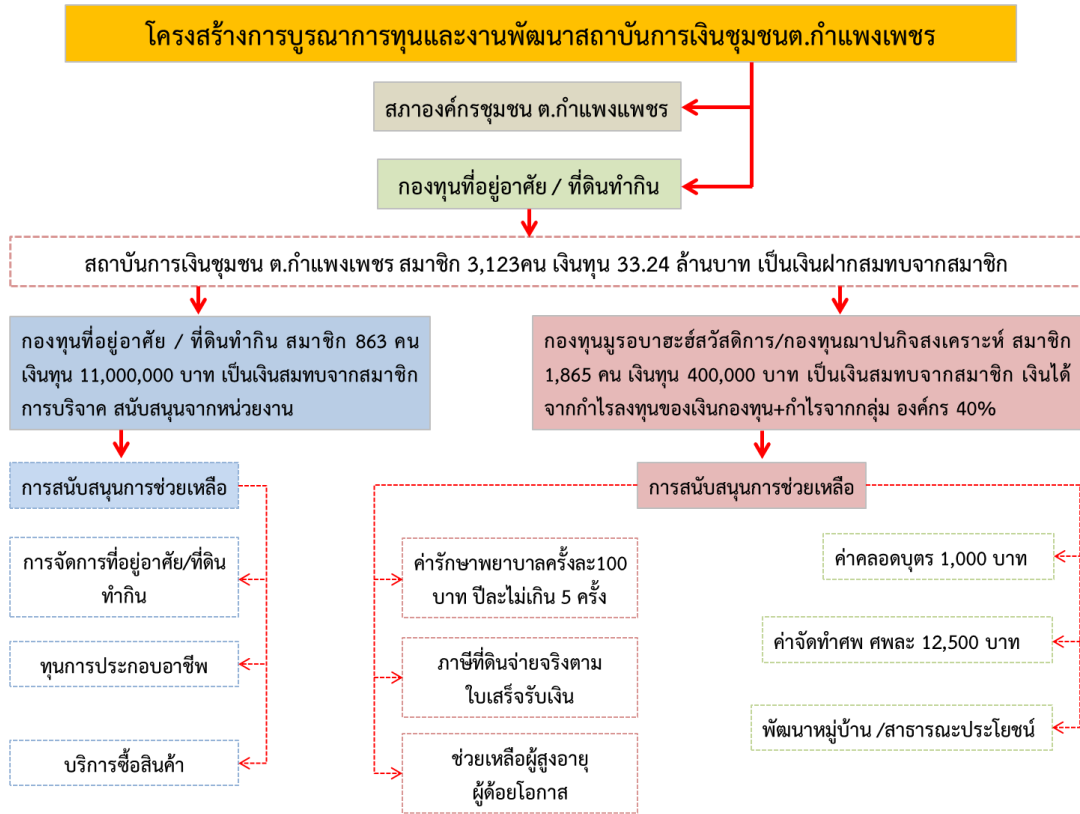 โครงสร้างการบูรณาการทุนและงานพัฒนาสถาบันการเงินชุมชนต.กำแพงเพชร
สภาองค์กรชุมชน ต.กำแพงแพชร
กองทุนที่อยู่อาศัย / ที่ดินทำกิน
สถาบันการเงินชุมชน ต.กำแพงเพชร สมาชิก 3,123คน เงินทุน 33.24 ล้านบาท เป็นเงินฝากสมทบจากสมาชิก
กองทุนที่อยู่อาศัย / ที่ดินทำกิน สมาชิก 863 คน
เงินทุน 11,000,000 บาท เป็นเงินสมทบจากสมาชิก
การบริจาค สนับสนุนจากหน่วยงาน
กองทุนมูรอบาฮะฮ์สวัสดิการ/กองทุนฌาปนกิจสงเคราะห์ สมาชิก
1,865 คน เงินทุน 400,000 บาท เป็นเงินสมทบจากสมาชิก เงินได้
จากกำไรลงทุนของเงินกองทุน+กำไรจากกลุ่ม องค์กร 40%
การสนับสนุนการช่วยเหลือ
การจัดการที่อยู่อาศัย/ที่ดิน
ทำกิน
ทุนการประกอบอาชีพ
บริการซื้อสินค้า
การสนับสนุนการช่วยเหลือ
ค่ารักษาพยาบาลครั้งละ100
บาท ปีละไม่เกิน 5 ครั้ง
ภาษีที่ดินจ่ายจริงตาม
ใบเสร็จรับเงิน
ช่วยเหลือผู้สูงอายุ
ผู้ด้อยโอกาส
ค่าคลอดบุตร 1,000 บาท
ค่าจัดทำศพ ศพละ 12,500 บาท
พัฒนาหมู่บ้าน /สาธารณะประโยชน์